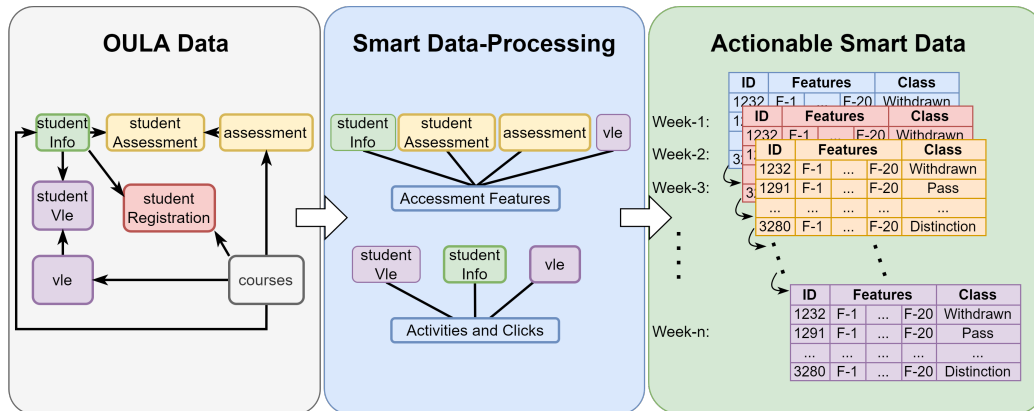 OULA Data
student
Info
student
Assessment
assessment
student
Vle
student
Registration
vle
courses
Smart Data-Processing
student
Info
student
Assessment
assessment
vle
Accessment Features
student
Vle
student
Info
vle
Activities and Clicks
Actionable Smart Data
Week-1:
Week-2:
Week-3:
Week-n:
ID Features Class
1232 F-1 ... F-20 Withdrawn
ID Features Class
1232 F-1 ... F-20 Withdrawn
ID Features Class
1232 F-1 ... F-20 Withdrawn
1291 F-1 ... F-20 Pass
... ... ... ... ...
3280 F-1 ... F-20 Distinction
ID Features Class
1232 F-1 ... F-20 Withdrawn
1291 F-1 ... F-20 Pass
... ... ... ... ...
3280 F-1 ... F-20 Distinction